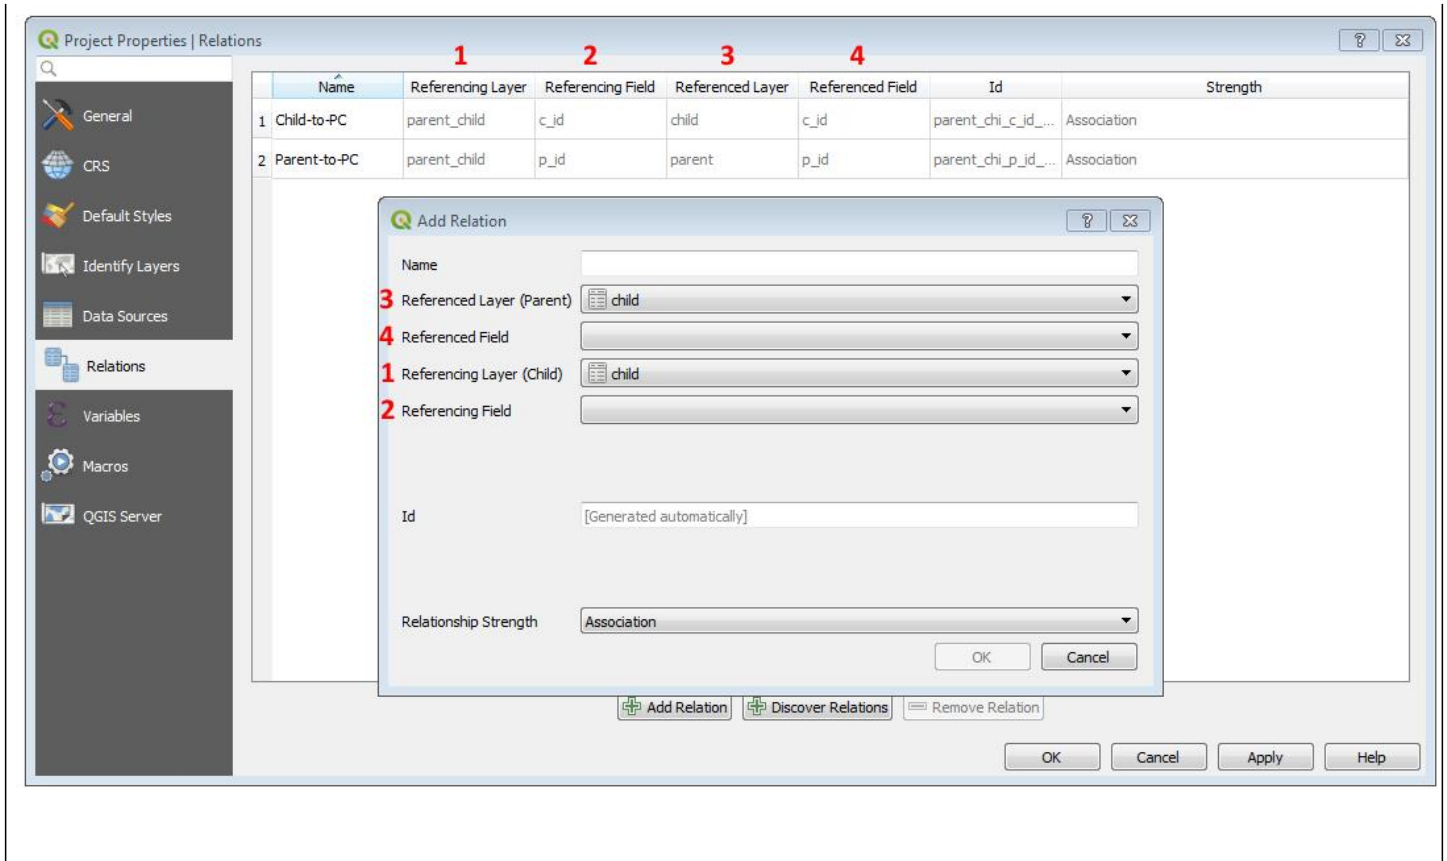 Project Properties | Relations
1 2 3 4
Name Referencing Layer Referencing Field Referenced Layer Referenced Field Id Strength
1 Child-to-PC parent_child c_id child c_id parent_chi_c_id_... Association
2 Parent-to-PC parent_child p_id parent p_id parent_chi_p_id_... Association
General
CRS
Default Styles
Identify Layers
Data Sources
Relations
Variables
Macros
QGIS Server
Add Relation
Name
3 Referenced Layer (Parent) child
4 Referenced Field
1 Referencing Layer (Child) child
2 Referencing Field
Id [Generated automatically]
Relationship Strength Association
OK Cancel
Add Relation Discover Relations Remove Relation
OK Cancel Apply Help